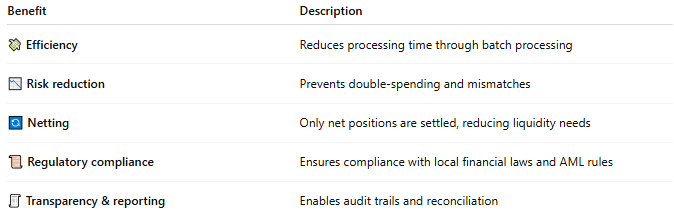 Benefit Description
Efficiency Reduces processing time through batch processing
Risk reduction Prevents double-spending and mismatches
Netting Only net positions are settled, reducing liquidity needs
Regulatory compliance Ensures compliance with local financial laws and AML rules
Transparency & reporting Enables audit trails and reconciliation